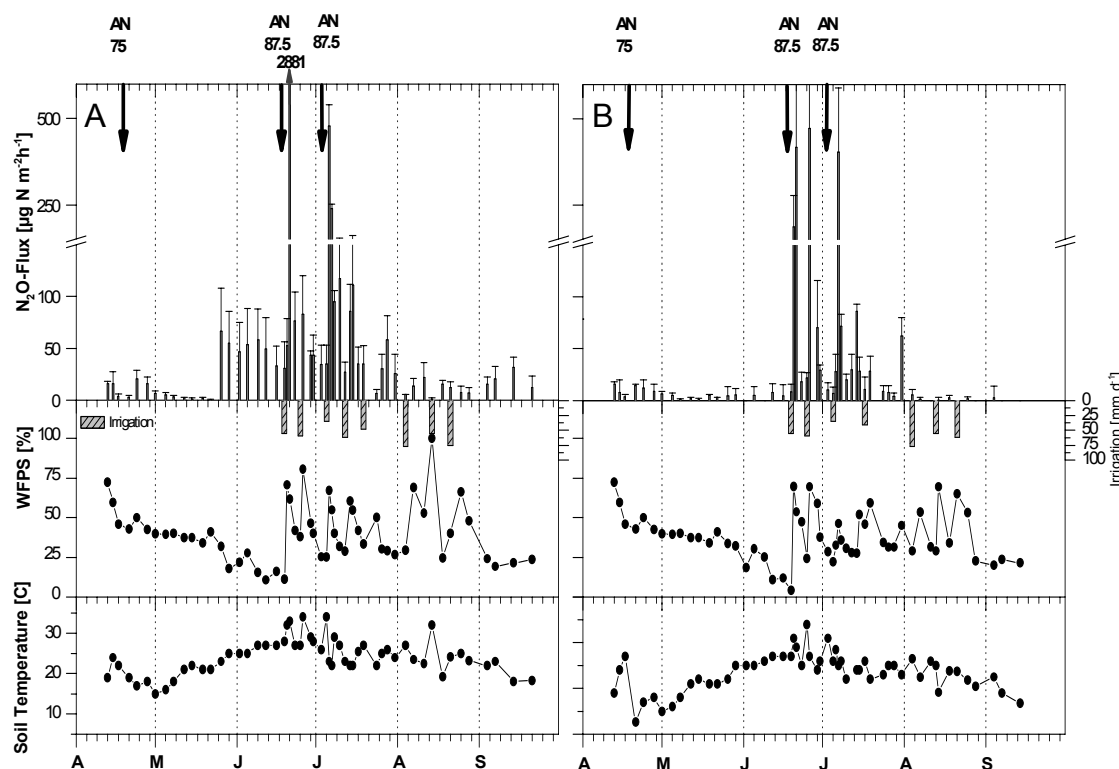 AN
75
AN
87.5
2881
AN
87.5
AN
75
AN
87.5
AN
87.5
A
B
N₂O-Flux [µg N m⁻²h⁻¹]
500
250
100
50
0
Irrigation
WFPS [%]
100
75
50
25
0
0
25
50
75
100
Irrigation [mm d⁻¹]
Soil Temperature [C]
30
20
10
A M J J A S
A M J J A S